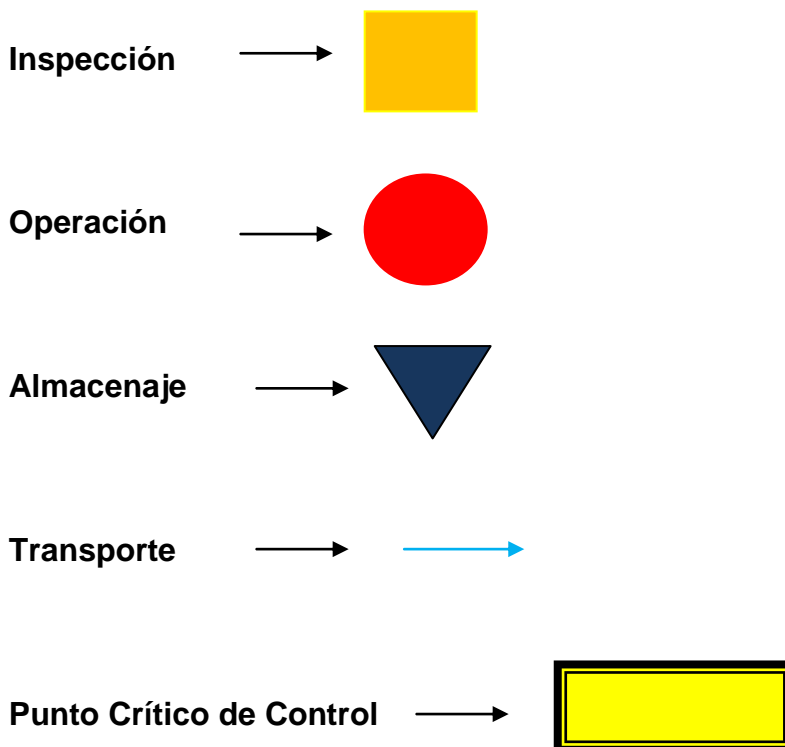 Inspección
Operación
Almacenaje
Transporte
Punto Crítico de Control